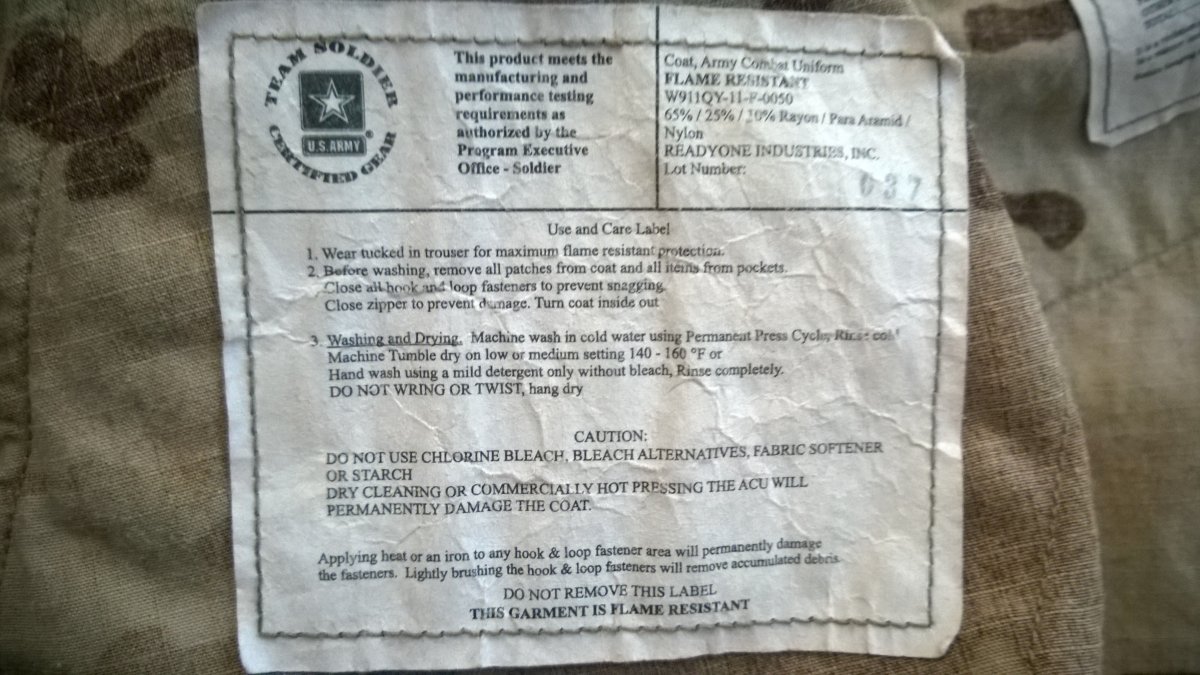 TEAM SOLDIER
CERTIFIED GEAR
U.S. ARMY
®
This product meets the
manufacturing and
performance testing
requirements as
authorized by the
Program Executive
Office - Soldier
Coat, Army Combat Uniform
FLAME RESISTANT
W911QY-11-F-0050
65% / 25% / 10% Rayon / Para Aramid /
Nylon
READYONE INDUSTRIES, INC.
Lot Number:
037
Use and Care Label
1. Wear tucked in trouser for maximum flame resistant protection.
2. Before washing, remove all patches from coat and all items from pockets.
Close all hook and loop fasteners to prevent snagging
Close zipper to prevent damage. Turn coat inside out
3. Washing and Drying. Machine wash in cold water using Permanent Press Cycle, Rinse cold
Machine Tumble dry on low or medium setting 140 - 160 °F or
Hand wash using a mild detergent only without bleach, Rinse completely.
DO NOT WRING OR TWIST, hang dry
CAUTION:
DO NOT USE CHLORINE BLEACH, BLEACH ALTERNATIVES, FABRIC SOFTENER
OR STARCH
DRY CLEANING OR COMMERCIALLY HOT PRESSING THE ACU WILL
PERMANENTLY DAMAGE THE COAT.
Applying heat or an iron to any hook & loop fastener area will permanently damage
the fasteners. Lightly brushing the hook & loop fasteners will remove accumulated debris.
DO NOT REMOVE THIS LABEL
THIS GARMENT IS FLAME RESISTANT